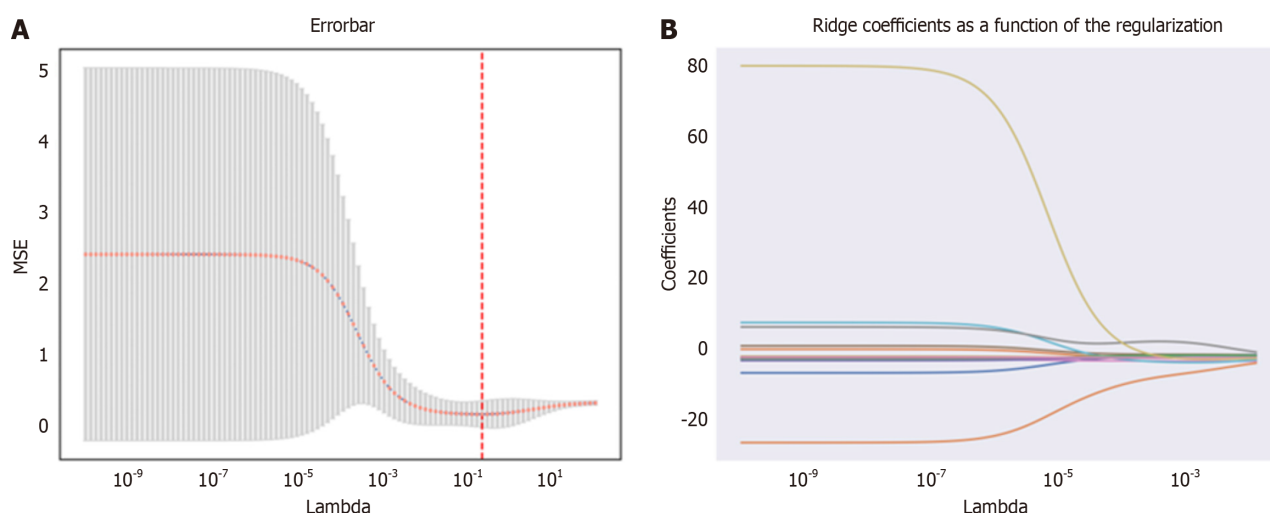 A
Errorbar
5
4
3
2
1
0
MSE
10⁻⁹ 10⁻⁷ 10⁻⁵ 10⁻³ 10⁻¹ 10¹
Lambda
B
Ridge coefficients as a function of the regularization
80
60
40
20
0
-20
Coefficients
10⁻⁹ 10⁻⁷ 10⁻⁵ 10⁻³
Lambda